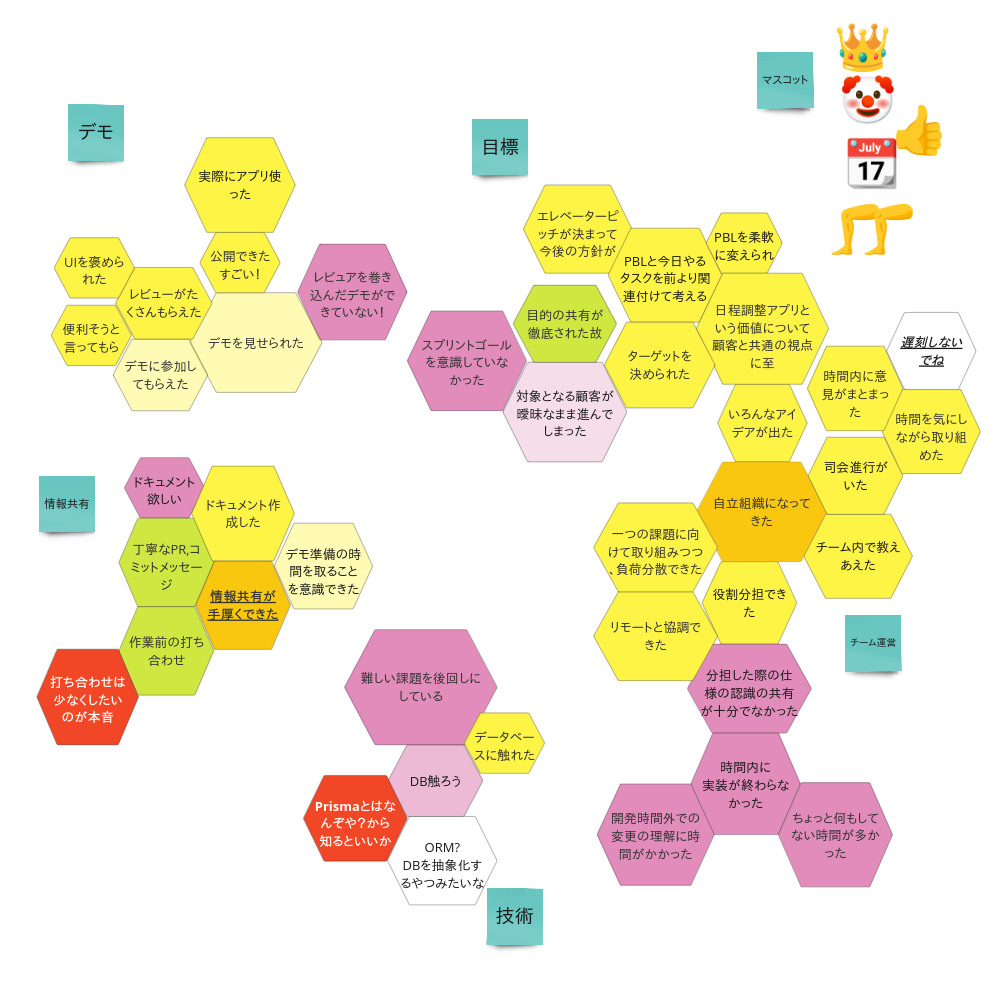 マスコット
July
17
デモ
実際にアプリ使
った
公開できた
すごい！
UIを褒めら
れた
レビューがた
くさんもらえた
便利そうと
言ってもら
デモに参加し
てもらえた
デモを見せられた
レビュアを巻き
込んだデモがで
きていない！
目標
エレベーターピ
ッチが決まって
今後の方針が
PBLと今日やる
タスクを前より関
連付けて考える
PBLを柔軟
に変えられ
目的の共有が
徹底された故
スプリントゴール
を意識していな
かった
対象となる顧客が
曖昧なまま進んで
しまった
ターゲットを
決められた
日程調整アプリと
いう価値について
顧客と共通の視点
に至
いろんなアイ
デアが出た
遅刻しない
でね
時間内に意
見がまとまっ
た
時間を気にし
ながら取り組
めた
司会進行が
いた
自立組織になって
きた
チーム内で教え
あえた
一つの課題に向
けて取り組みつつ
、負荷分散できた
役割分担でき
た
リモートと協調で
きた
チーム運営
分担した際の仕
様の認識の共有
が十分でなかった
時間内に
実装が終わらな
かった
開発時間外での
変更の理解に時
間がかかった
ちょっと何もして
ない時間が多か
った
情報共有
ドキュメント
欲しい
ドキュメント作
成した
丁寧なPR,コ
ミットメッセー
ジ
デモ準備の時
間を取ること
を意識できた
情報共有が
手厚くできた
作業前の打ち
合わせ
打ち合わせは
少なくしたい
のが本音
難しい課題を後回しに
している
データベー
スに触れた
DB触ろう
Prismaとはな
んぞや？から
知るといいか
ORM?
DBを抽象化す
るやつみたいな
技術